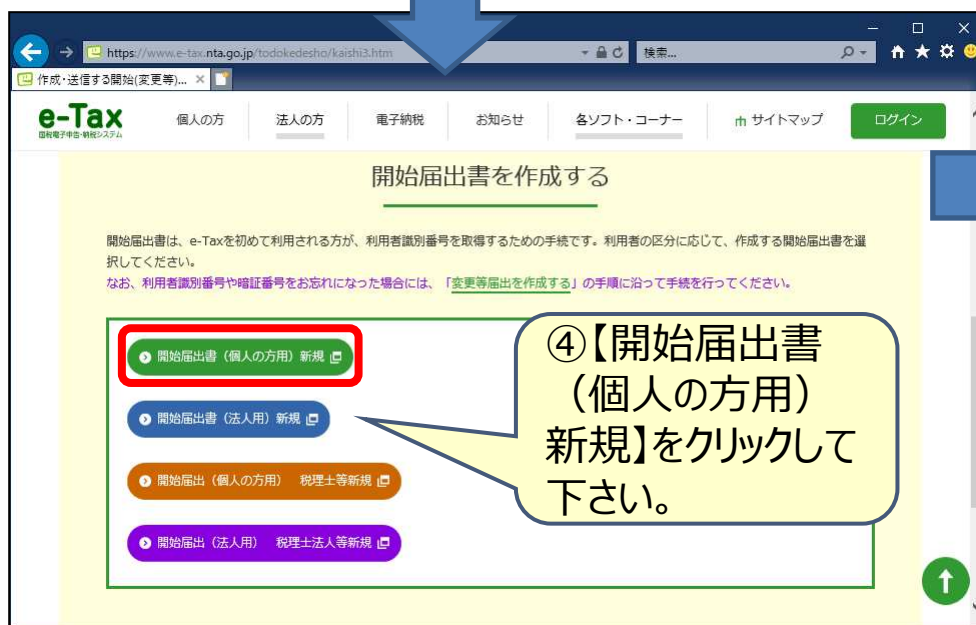 https://www.e-tax.nta.go.jp/todokedesho/kaishi3.htm
検索...
作成・送信する開始(変更等)...
e-Tax
国税電子申告・納税システム
個人の方
法人の方
電子納税
お知らせ
各ソフト・コーナー
サイトマップ
ログイン
開始届出書を作成する
開始届出書は、e-Taxを初めて利用される方が、利用者識別番号を取得するための手続です。利用者の区分に応じて、作成する開始届出書を選
択してください。
なお、利用者識別番号や暗証番号をお忘れになった場合には、「変更等届出を作成する」の手順に沿って手続を行ってください。
開始届出書（個人の方用）新規
開始届出書（法人用）新規
開始届出（個人の方用） 税理士等新規
開始届出（法人用） 税理士法人等新規
④【開始届出書
（個人の方用）
新規】をクリックして
下さい。